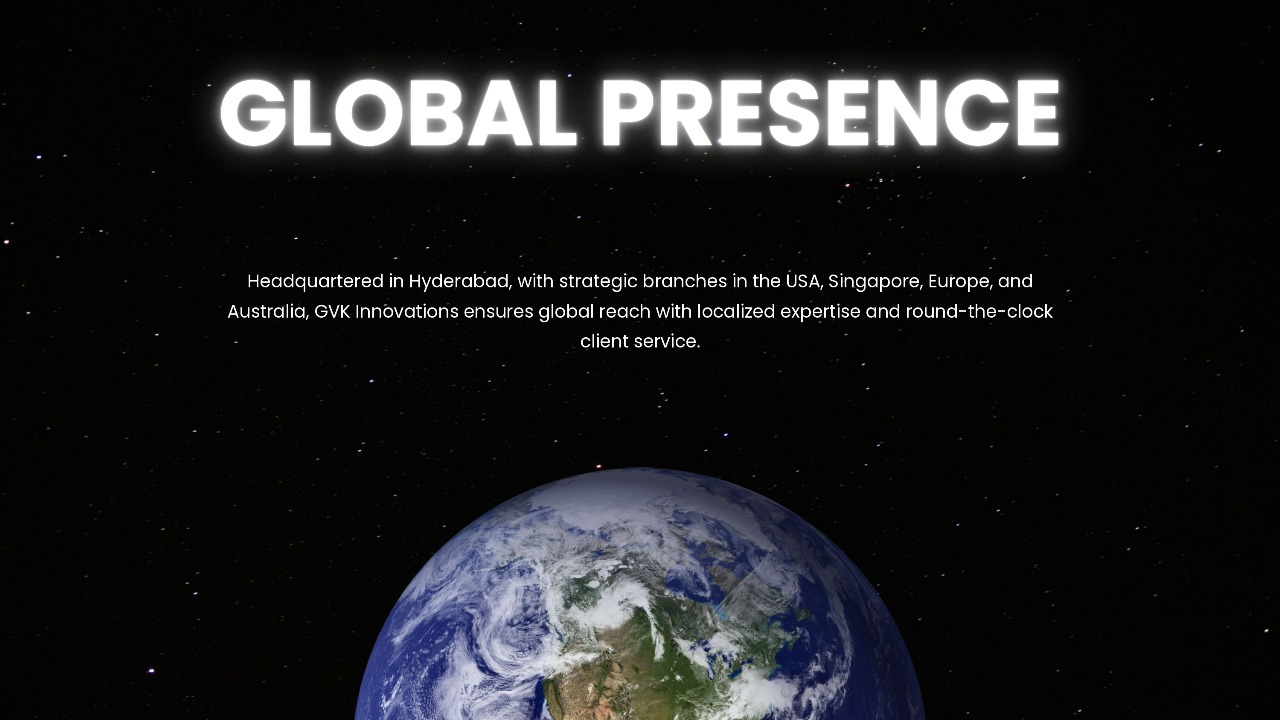 GLOBAL PRESENCE
Headquartered in Hyderabad, with strategic branches in the USA, Singapore, Europe, and
Australia, GVK Innovations ensures global reach with localized expertise and round-the-clock
client service.